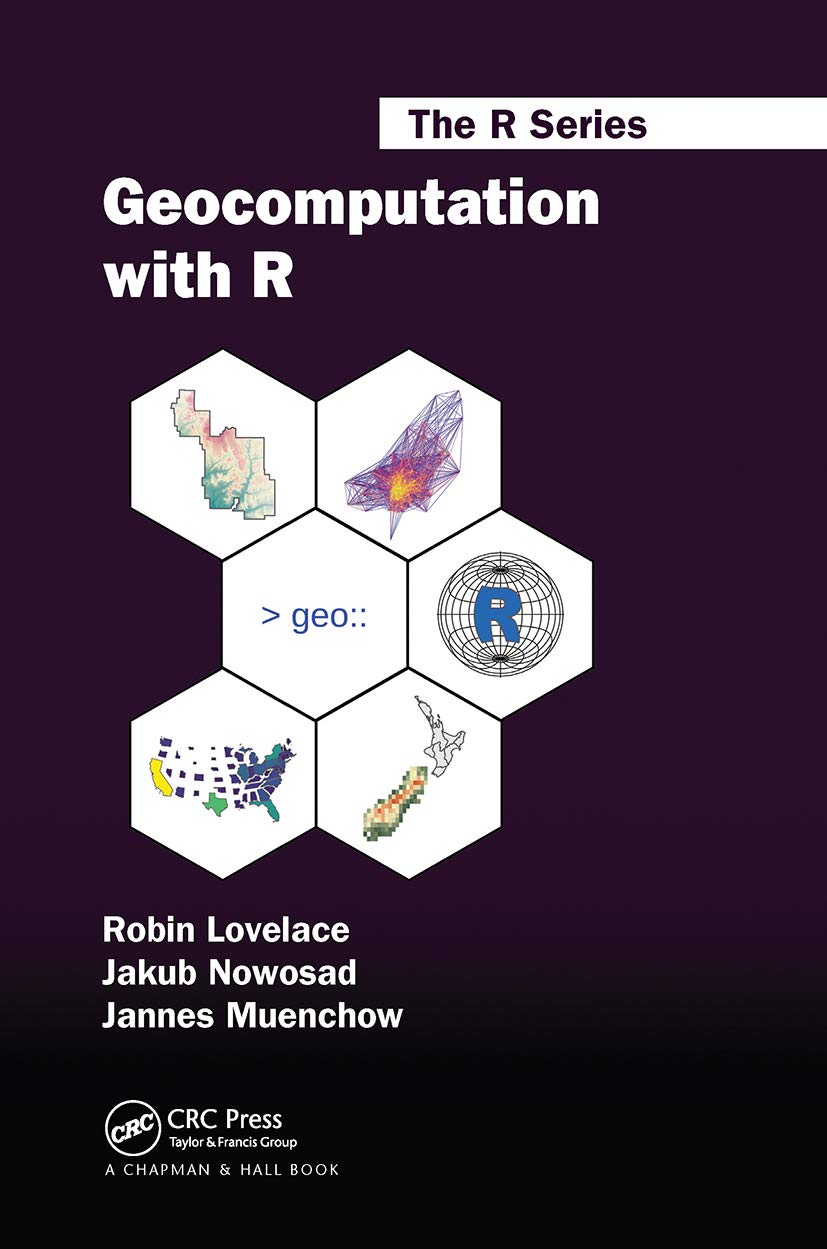 The R Series
Geocomputation
with R
> geo::
R
Robin Lovelace
Jakub Nowosad
Jannes Muenchow
CRC
CRC Press
Taylor & Francis Group
A CHAPMAN & HALL BOOK